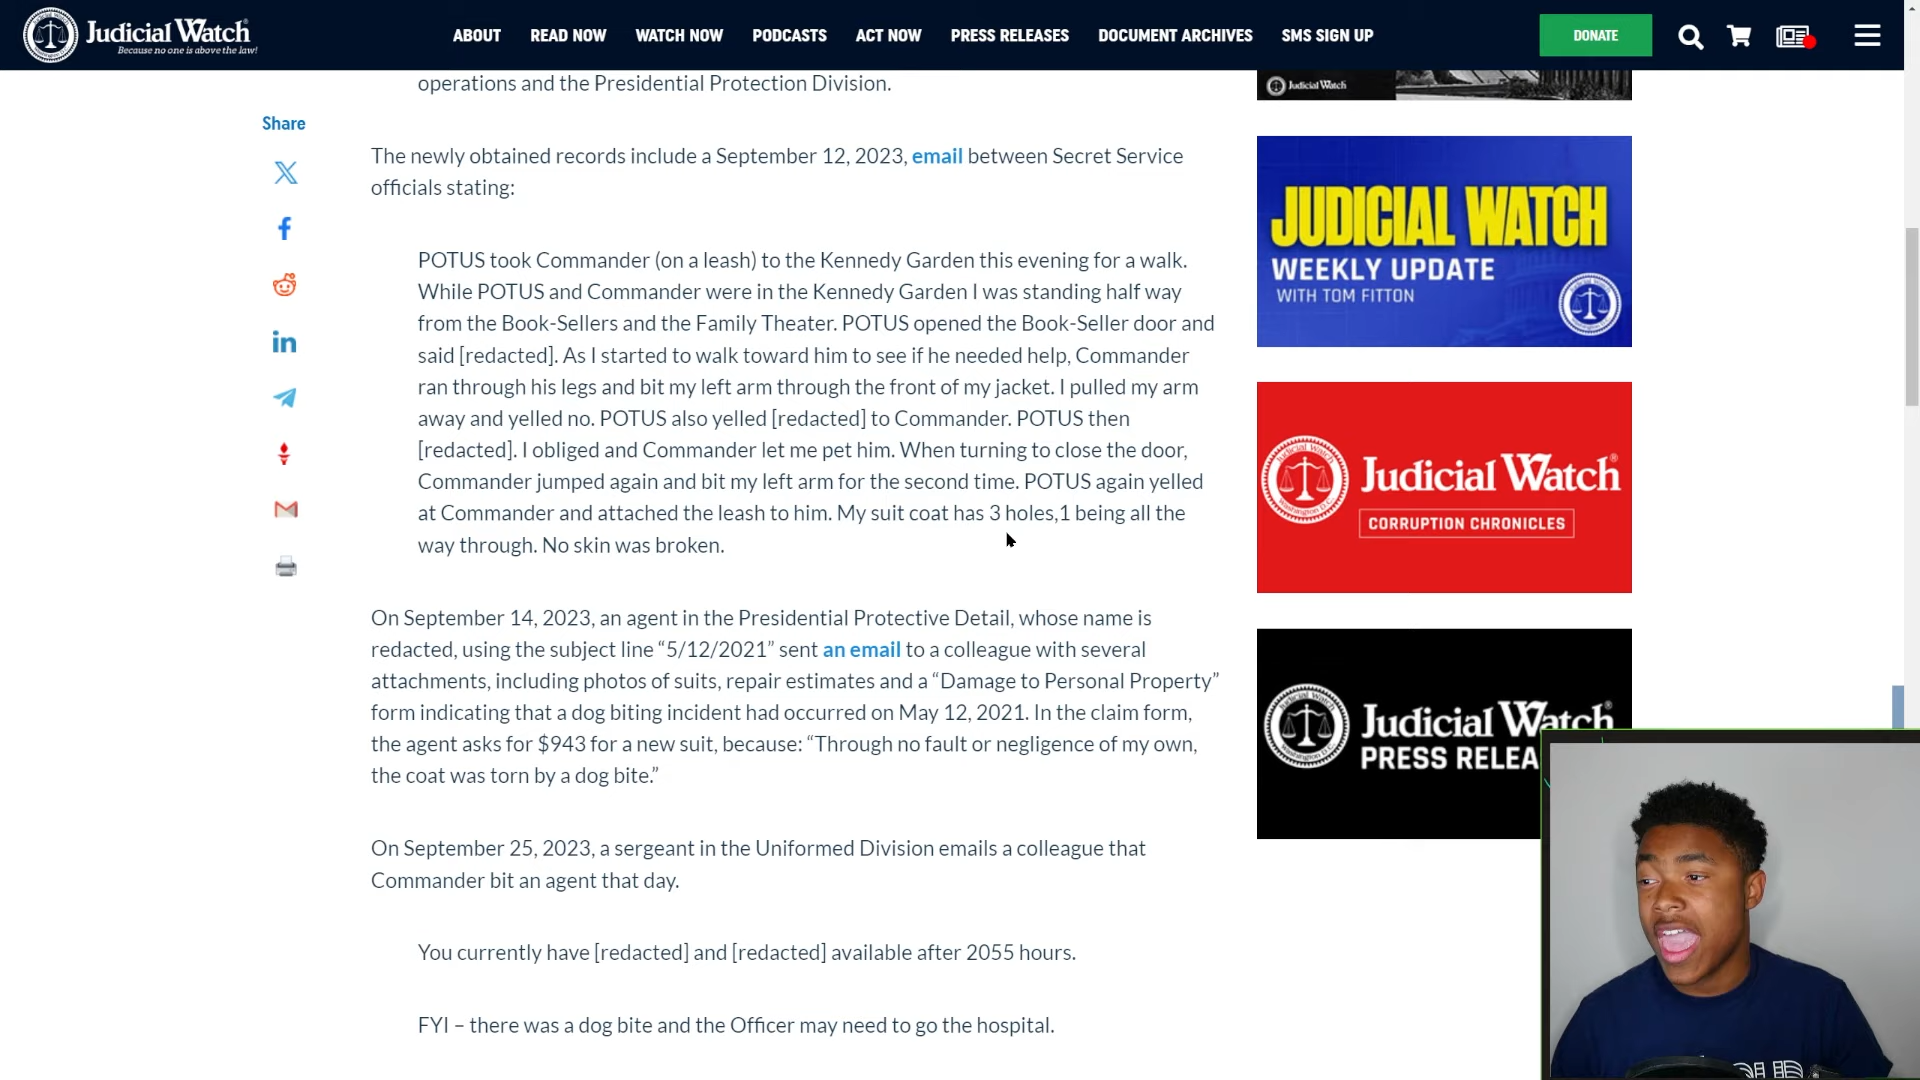 Judicial Watch®
Because no one is above the law!
ABOUT READ NOW WATCH NOW PODCASTS ACT NOW PRESS RELEASES DOCUMENT ARCHIVES SMS SIGN UP
DONATE
operations and the Presidential Protection Division.
Share
The newly obtained records include a September 12, 2023, email between Secret Service
officials stating:
POTUS took Commander (on a leash) to the Kennedy Garden this evening for a walk.
While POTUS and Commander were in the Kennedy Garden I was standing half way
from the Book-Sellers and the Family Theater. POTUS opened the Book-Seller door and
said [redacted]. As I started to walk toward him to see if he needed help, Commander
ran through his legs and bit my left arm through the front of my jacket. I pulled my arm
away and yelled no. POTUS also yelled [redacted] to Commander. POTUS then
[redacted]. I obliged and Commander let me pet him. When turning to close the door,
Commander jumped again and bit my left arm for the second time. POTUS again yelled
at Commander and attached the leash to him. My suit coat has 3 holes,1 being all the
way through. No skin was broken.
On September 14, 2023, an agent in the Presidential Protective Detail, whose name is
redacted, using the subject line “5/12/2021” sent an email to a colleague with several
attachments, including photos of suits, repair estimates and a “Damage to Personal Property”
form indicating that a dog biting incident had occurred on May 12, 2021. In the claim form,
the agent asks for $943 for a new suit, because: “Through no fault or negligence of my own,
the coat was torn by a dog bite.”
On September 25, 2023, a sergeant in the Uniformed Division emails a colleague that
Commander bit an agent that day.
You currently have [redacted] and [redacted] available after 2055 hours.
FYI – there was a dog bite and the Officer may need to go the hospital.
Judicial Watch
JUDICIAL WATCH
WEEKLY UPDATE
WITH TOM FITTON
Judicial Watch®
CORRUPTION CHRONICLES
Judicial Watch
PRESS RELEA